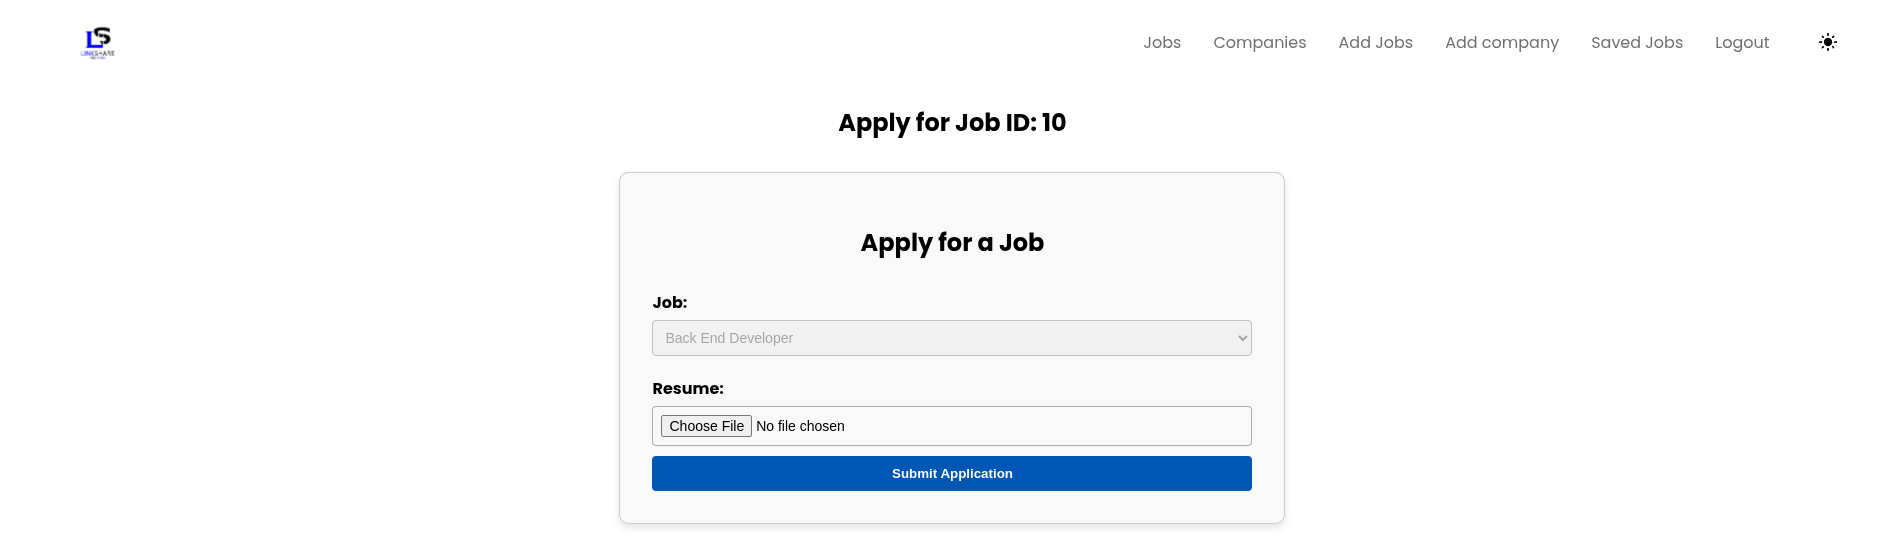 LS
LINKSHARE
Jobs Companies Add Jobs Add company Saved Jobs Logout
Apply for Job ID: 10
Apply for a Job
Job:
Back End Developer
Resume:
Choose File No file chosen
Submit Application